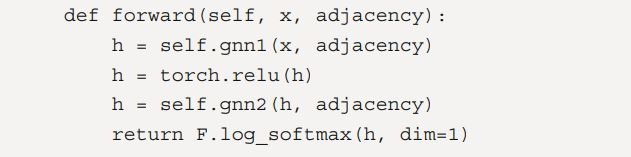 def forward(self, x, adjacency):
    h = self.gnn1(x, adjacency)
    h = torch.relu(h)
    h = self.gnn2(h, adjacency)
    return F.log_softmax(h, dim=1)